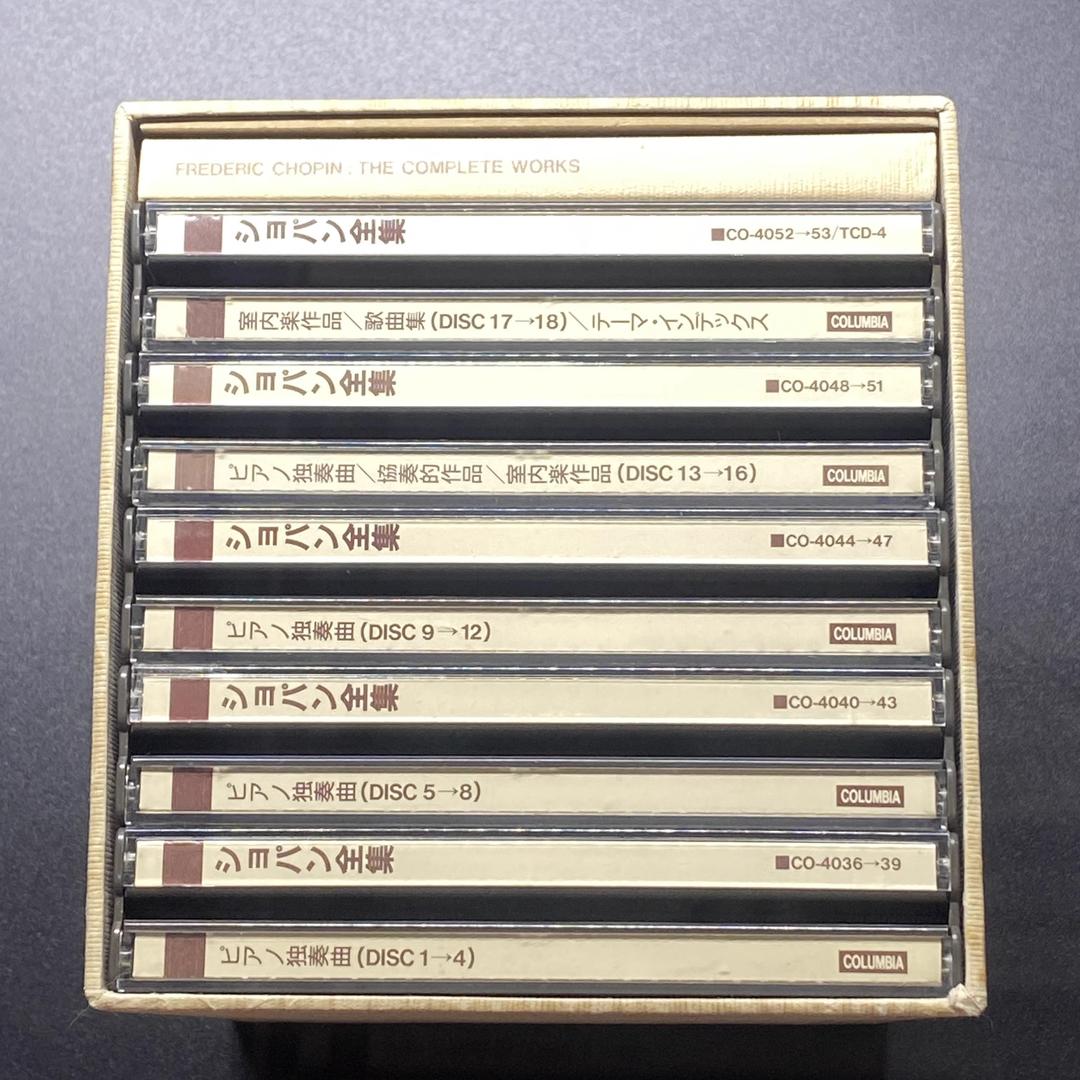 FREDERIC CHOPIN : THE COMPLETE WORKS
ショパン全集 ■CO-4052→53/TCD-4
室内楽作品／歌曲集(DISC 17→18)／テーマ・インデックス COLUMBIA
ショパン全集 ■CO-4048→51
ピアノ独奏曲／協奏的作品／室内楽作品(DISC 13→16) COLUMBIA
ショパン全集 ■CO-4044→47
ピアノ独奏曲(DISC 9→12) COLUMBIA
ショパン全集 ■CO-4040→43
ピアノ独奏曲(DISC 5→8) COLUMBIA
ショパン全集 ■CO-4036→39
ピアノ独奏曲(DISC 1→4) COLUMBIA